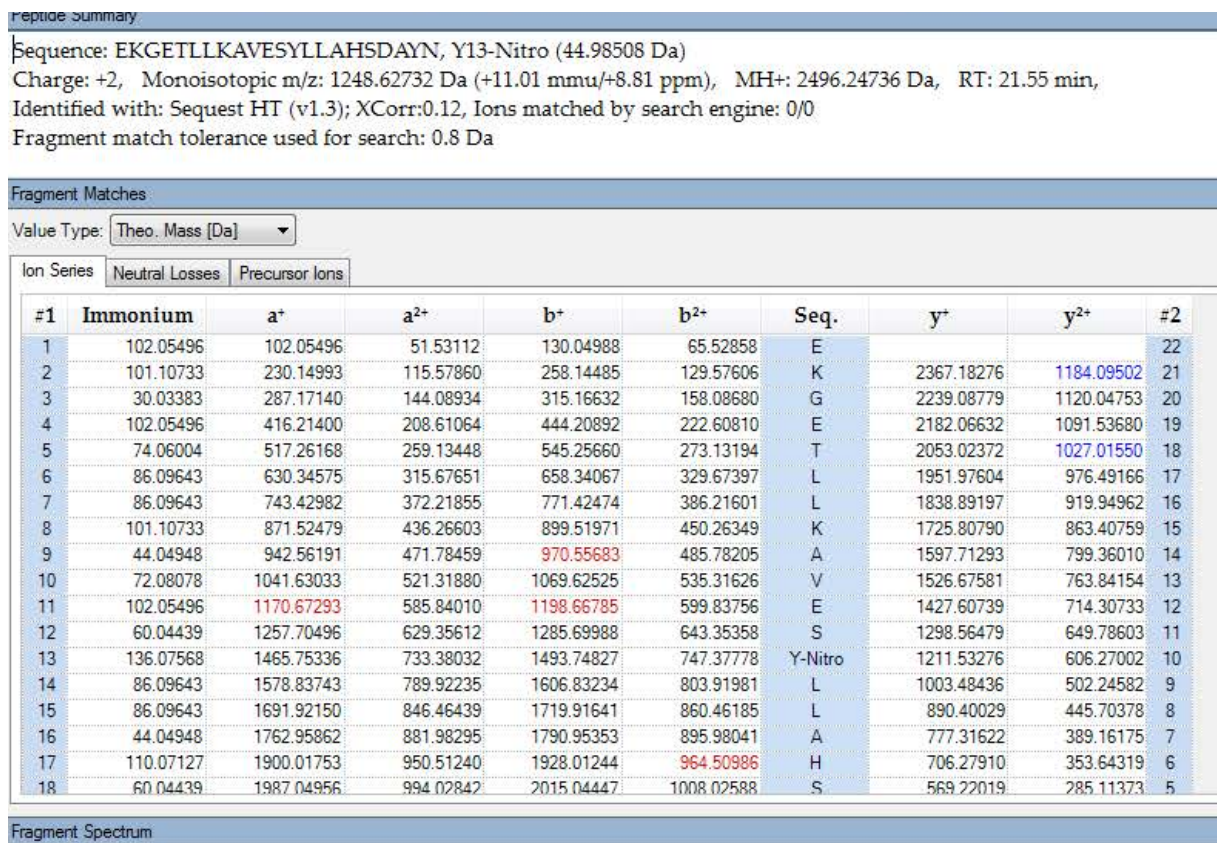 Peptide Summary
Sequence: EKGETLLKAVESYLLAHSDAYN, Y13-Nitro (44.98508 Da)
Charge: +2, Monoisotopic m/z: 1248.62732 Da (+11.01 mmu/+8.81 ppm), MH+: 2496.24736 Da, RT: 21.55 min,
Identified with: Sequest HT (v1.3); XCorr:0.12, Ions matched by search engine: 0/0
Fragment match tolerance used for search: 0.8 Da
Fragment Matches
Value Type: Theo. Mass [Da]
Ion Series Neutral Losses Precursor Ions
#1 Immonium a⁺ a²⁺ b⁺ b²⁺ Seq. y⁺ y²⁺ #2
1 102.05496 102.05496 51.53112 130.04988 65.52858 E 22
2 101.10733 230.14993 115.57860 258.14485 129.57606 K 2367.18276 1184.09502 21
3 30.03383 287.17140 144.08934 315.16632 158.08680 G 2239.08779 1120.04753 20
4 102.05496 416.21400 208.61064 444.20892 222.60810 E 2182.06632 1091.53680 19
5 74.06004 517.26168 259.13448 545.25660 273.13194 T 2053.02372 1027.01550 18
6 86.09643 630.34575 315.67651 658.34067 329.67397 L 1951.97604 976.49166 17
7 86.09643 743.42982 372.21855 771.42474 386.21601 L 1838.89197 919.94962 16
8 101.10733 871.52479 436.26603 899.51971 450.26349 K 1725.80790 863.40759 15
9 44.04948 942.56191 471.78459 970.55683 485.78205 A 1597.71293 799.36010 14
10 72.08078 1041.63033 521.31880 1069.62525 535.31626 V 1526.67581 763.84154 13
11 102.05496 1170.67293 585.84010 1198.66785 599.83756 E 1427.60739 714.30733 12
12 60.04439 1257.70496 629.35612 1285.69988 643.35358 S 1298.56479 649.78603 11
13 136.07568 1465.75336 733.38032 1493.74827 747.37778 Y-Nitro 1211.53276 606.27002 10
14 86.09643 1578.83743 789.92235 1606.83234 803.91981 L 1003.48436 502.24582 9
15 86.09643 1691.92150 846.46439 1719.91641 860.46185 L 890.40029 445.70378 8
16 44.04948 1762.95862 881.98295 1790.95353 895.98041 A 777.31622 389.16175 7
17 110.07127 1900.01753 950.51240 1928.01244 964.50986 H 706.27910 353.64319 6
18 60.04439 1987.04956 994.02842 2015.04447 1008.02588 S 569.22019 285.11373 5
Fragment Spectrum